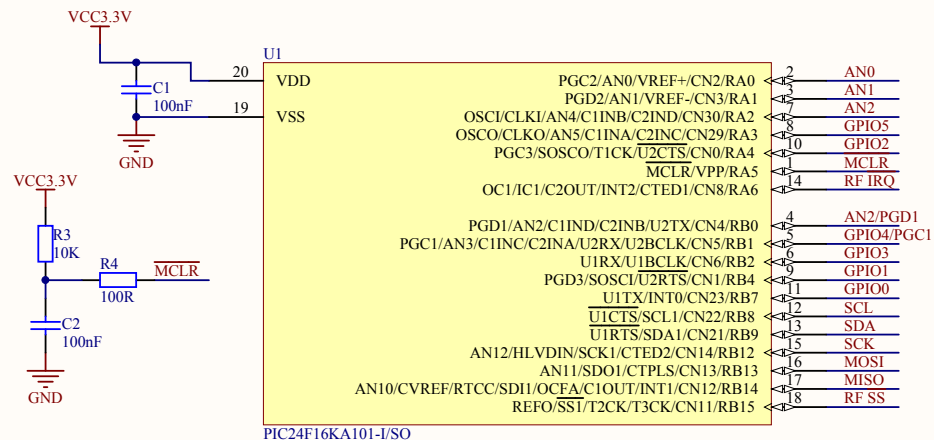 VCC3.3V
C1
100nF
GND
VCC3.3V
R3
10K
R4
100R
MCLR
C2
100nF
GND
U1
20 VDD
19 VSS
PGC2/AN0/VREF+/CN2/RA0 2 AN0
PGD2/AN1/VREF-/CN3/RA1 3 AN1
OSCI/CLKI/AN4/C1INB/C2IND/CN30/RA2 7 AN2
OSCO/CLKO/AN5/C1INA/C2INC/CN29/RA3 8 GPIO5
PGC3/SOSCO/T1CK/U2CTS/CN0/RA4 10 GPIO2
MCLR/VPP/RA5 1 MCLR
OC1/IC1/C2OUT/INT2/CTED1/CN8/RA6 14 RF IRQ
PGD1/AN2/C1IND/C2INB/U2TX/CN4/RB0 4 AN2/PGD1
PGC1/AN3/C1INC/C2INA/U2RX/U2BCLK/CN5/RB1 5 GPIO4/PGC1
U1RX/U1BCLK/CN6/RB2 6 GPIO3
PGD3/SOSCI/U2RTS/CN1/RB4 9 GPIO1
U1TX/INT0/CN23/RB7 11 GPIO0
U1CTS/SCL1/CN22/RB8 12 SCL
U1RTS/SDA1/CN21/RB9 13 SDA
AN12/HLVDIN/SCK1/CTED2/CN14/RB12 15 SCK
AN11/SDO1/CTPLS/CN13/RB13 16 MOSI
AN10/CVREF/RTCC/SDI1/OCFA/C1OUT/INT1/CN12/RB14 17 MISO
REFO/SS1/T2CK/T3CK/CN11/RB15 18 RF SS
PIC24F16KA101-I/SO